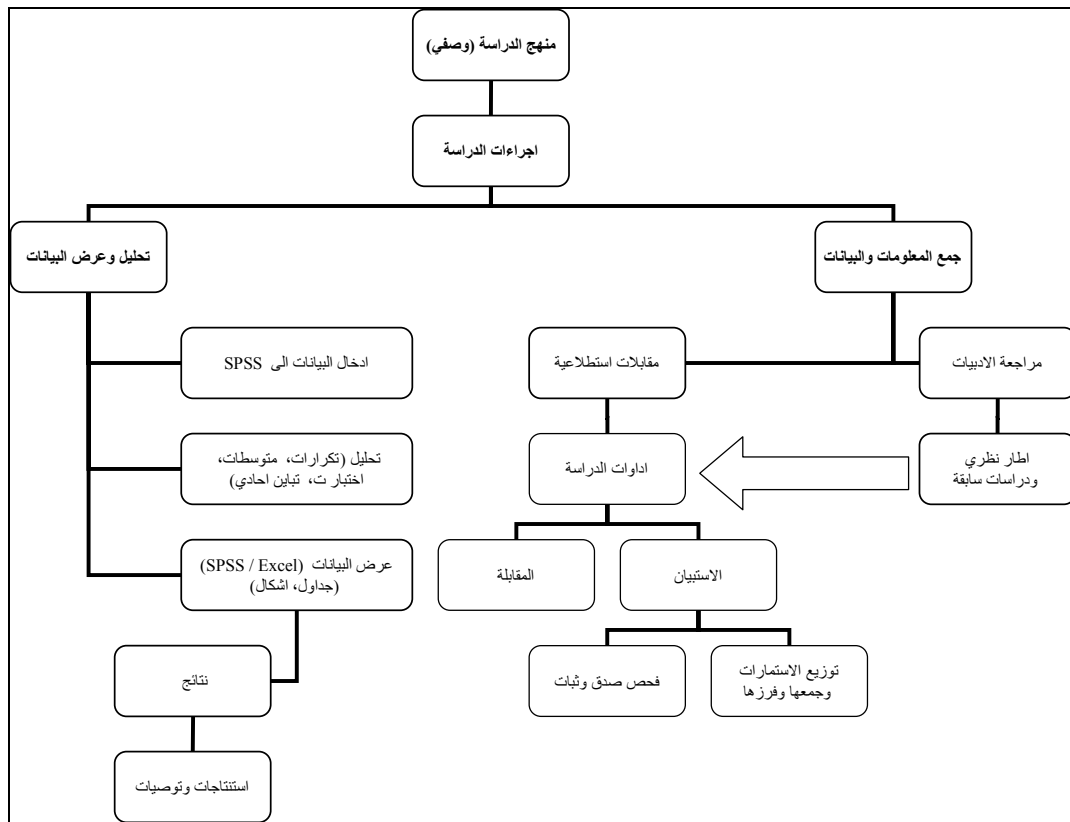 منهج الدراسة (وصفي)
اجراءات الدراسة
جمع المعلومات والبيانات
تحليل وعرض البيانات
مراجعة الادبيات
مقابلات استطلاعية
ادخال البيانات الى SPSS
اطار نظري
ودراسات سابقة
اداوات الدراسة
تحليل (تكرارات، متوسطات،
اختبار ت، تباين احادي)
الاستبيان
المقابلة
عرض البيانات (SPSS / Excel)
(جداول، اشكال)
توزيع الاستمارات
وجمعها وفرزها
فحص صدق وثبات
نتائج
استنتاجات وتوصيات